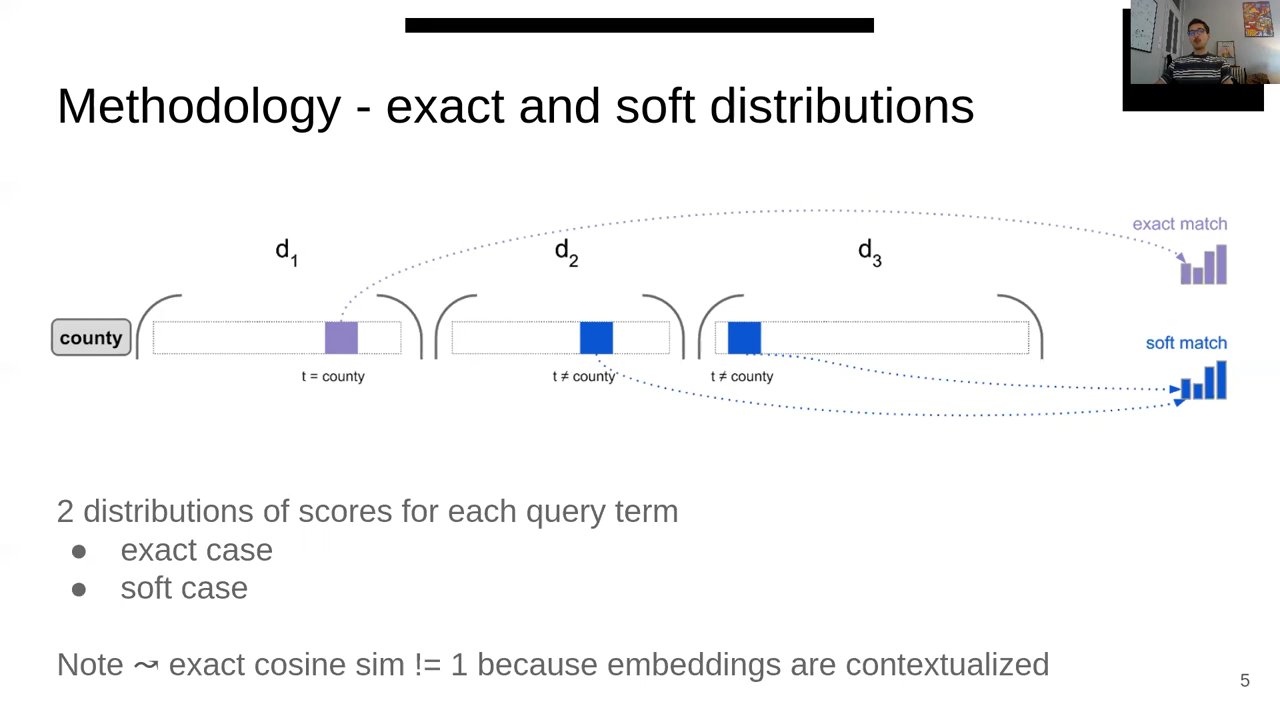 Methodology - exact and soft distributions
exact match
d1 d2 d3
county
soft match
t = county t ≠ county t ≠ county
2 distributions of scores for each query term
● exact case
● soft case
Note ⤳ exact cosine sim != 1 because embeddings are contextualized
5